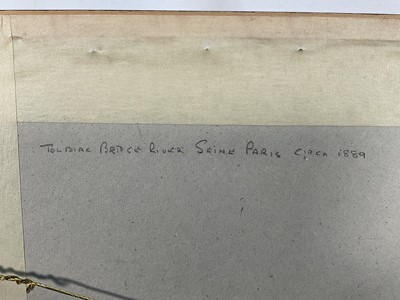 TOLBIAC BRIDGE RIVER SEINE PARIS CIRCA 1889